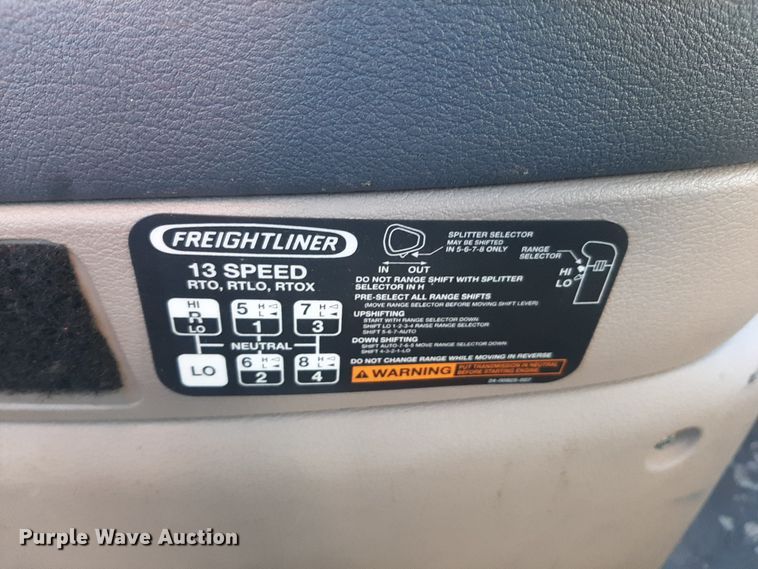 FREIGHTLINER
13 SPEED
RTO, RTLO, RTOX
HI
R
LO
5 H
L
1
7 H
L
3
NEUTRAL
LO
6 H
L
2
8 H
L
4
SPLITTER SELECTOR
MAY BE SHIFTED
IN 5-6-7-8 ONLY
IN OUT
RANGE
SELECTOR
HI
LO
DO NOT RANGE SHIFT WITH SPLITTER
SELECTOR IN H
PRE-SELECT ALL RANGE SHIFTS
(MOVE RANGE SELECTOR BEFORE MOVING SHIFT LEVER)
UPSHIFTING
START WITH RANGE SELECTOR DOWN.
SHIFT LO 1-2-3-4 RAISE RANGE SELECTOR
SHIFT 5-6-7-AUTO
DOWN SHIFTING
SHIFT AUTO-7-6-5 MOVE RANGE SELECTOR DOWN.
SHIFT 4-3-2-1-LO
DO NOT CHANGE RANGE WHILE MOVING IN REVERSE
WARNING
PUT TRANSMISSION IN NEUTRAL
BEFORE STARTING ENGINE.
Purple Wave Auction